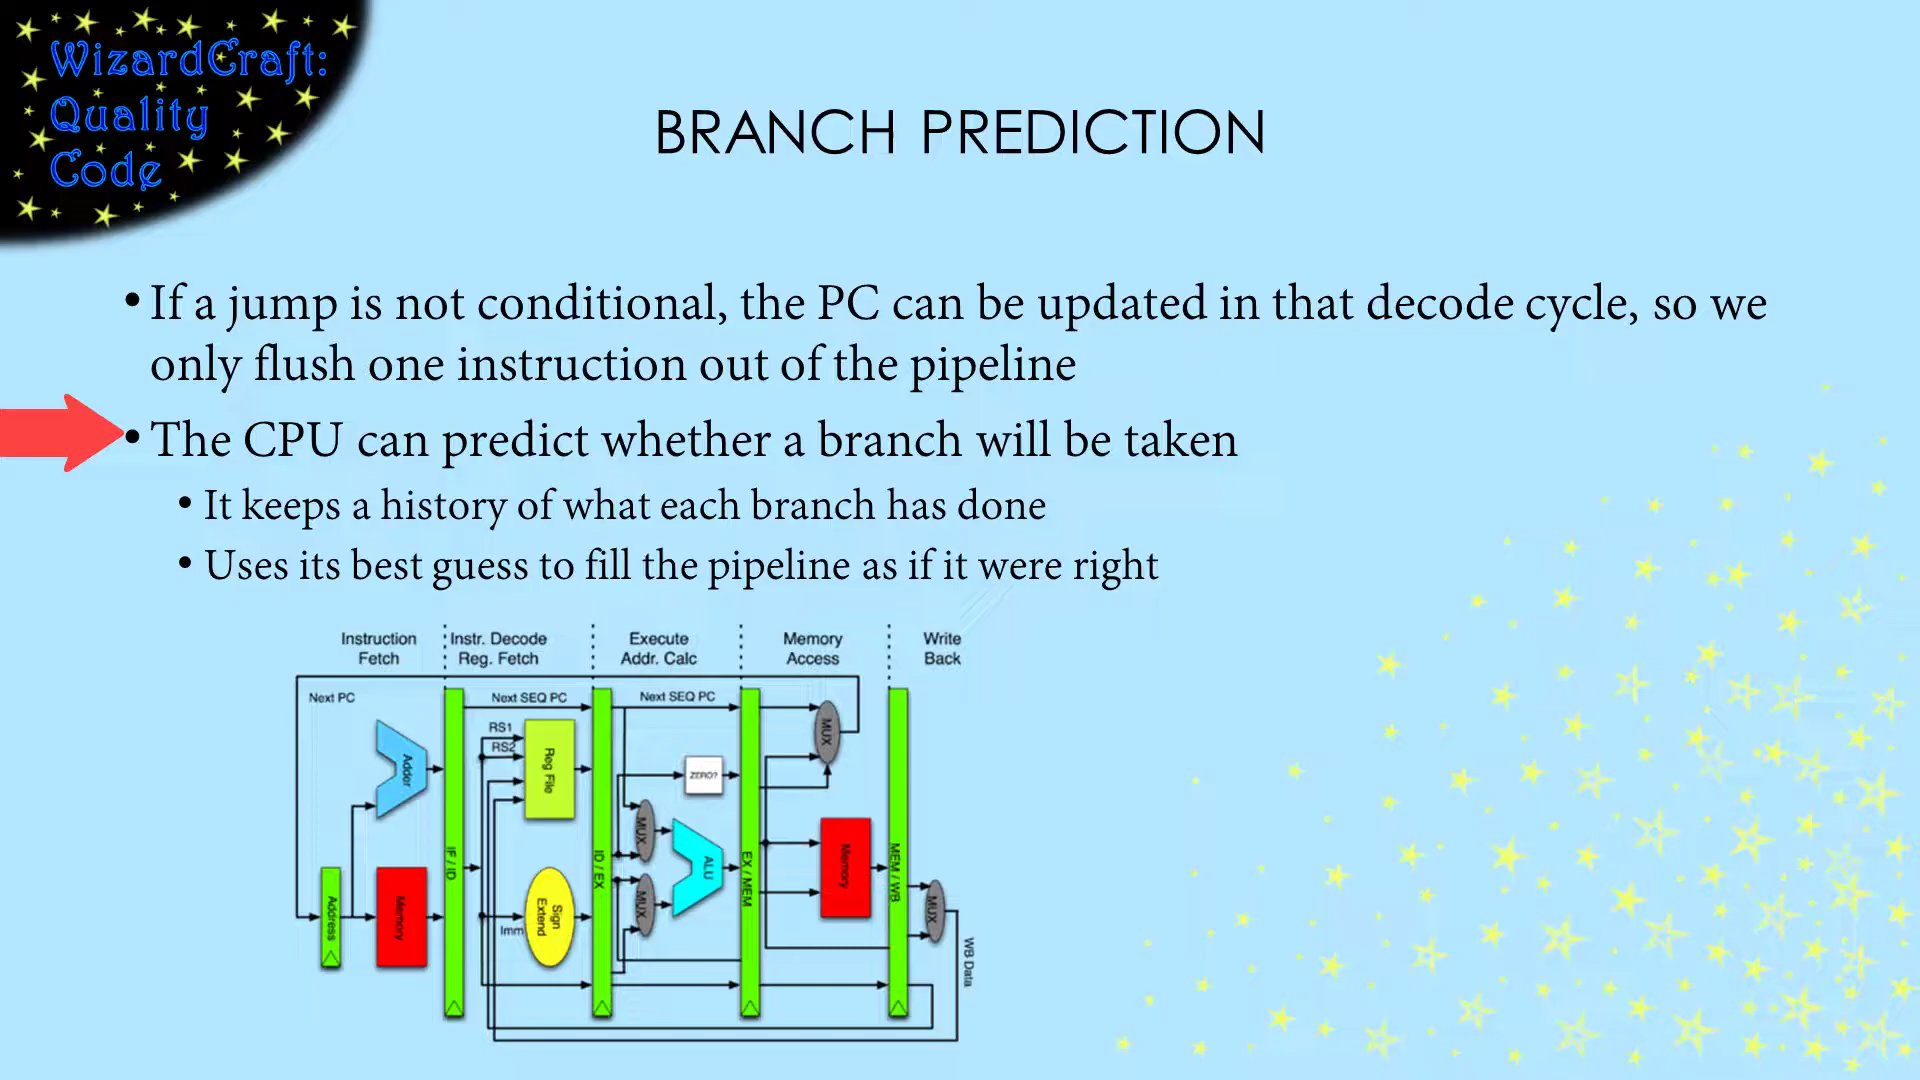 WizardCraft:
Quality
Code
BRANCH PREDICTION
• If a jump is not conditional, the PC can be updated in that decode cycle, so we
only flush one instruction out of the pipeline
• The CPU can predict whether a branch will be taken
• It keeps a history of what each branch has done
• Uses its best guess to fill the pipeline as if it were right
Instruction
Fetch
Instr. Decode
Reg. Fetch
Execute
Addr. Calc
Memory
Access
Write
Back
Next PC
Next SEQ PC
Next SEQ PC
RS1
RS2
Reg File
MUX
Adder
ZERO?
MUX
ALU
IF / ID
ID / EX
EX / MEM
MEM / WB
Memory
Address
Memory
Sign
Extend
Imm
MUX
MUX
WB Data